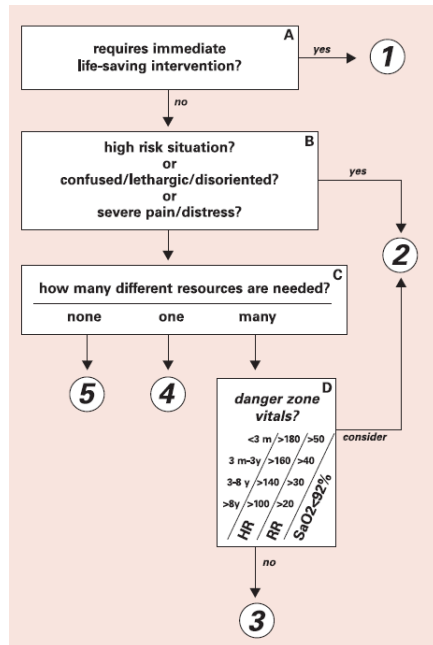 A
requires immediate
life-saving intervention?
yes
1
no
B
high risk situation?
or
confused/lethargic/disoriented?
or
severe pain/distress?
yes
2
C
how many different resources are needed?
none one many
5 4
D
danger zone
vitals?
<3 m >180 >50
3 m-3y >160 >40
3-8 y >140 >30
>8y >100 >20
HR RR SaO2<92%
consider
no
3